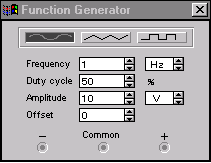 Function Generator
Frequency 1 Hz
Duty cycle 50 %
Amplitude 10 V
Offset 0
− Common +